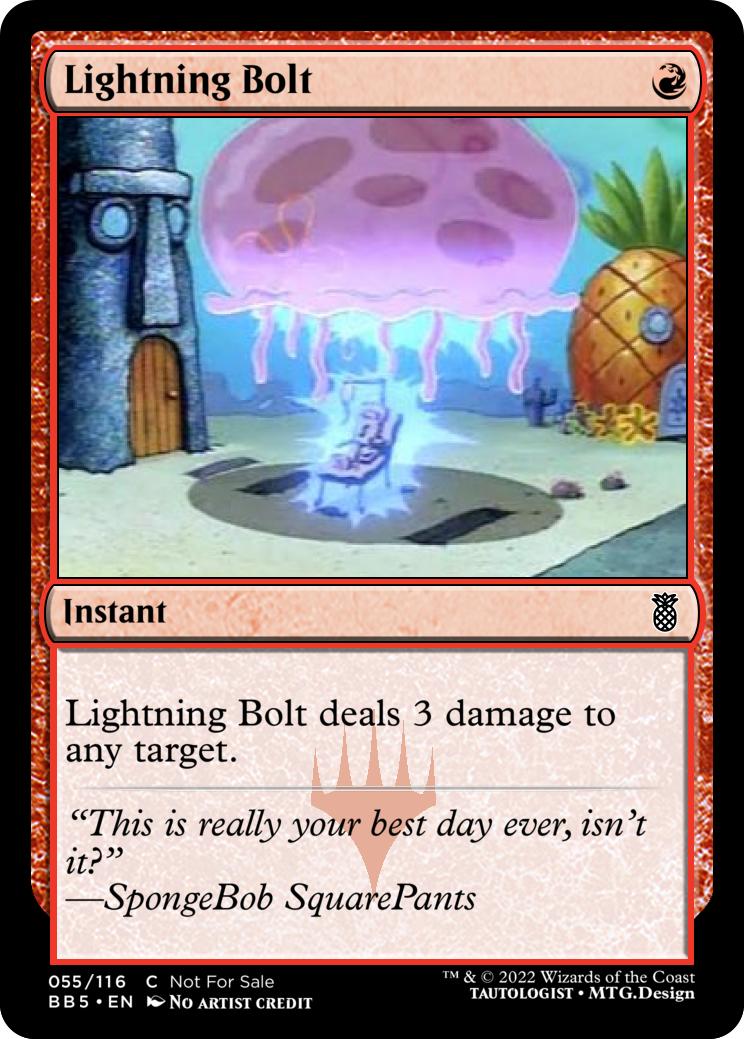 Lightning Bolt
Instant
Lightning Bolt deals 3 damage to
any target.
“This is really your best day ever, isn’t
it?”
—SpongeBob SquarePants
055/116 C Not For Sale
BB5 • EN No artist credit
™ & © 2022 Wizards of the Coast
TAUTOLOGIST • MTG.Design